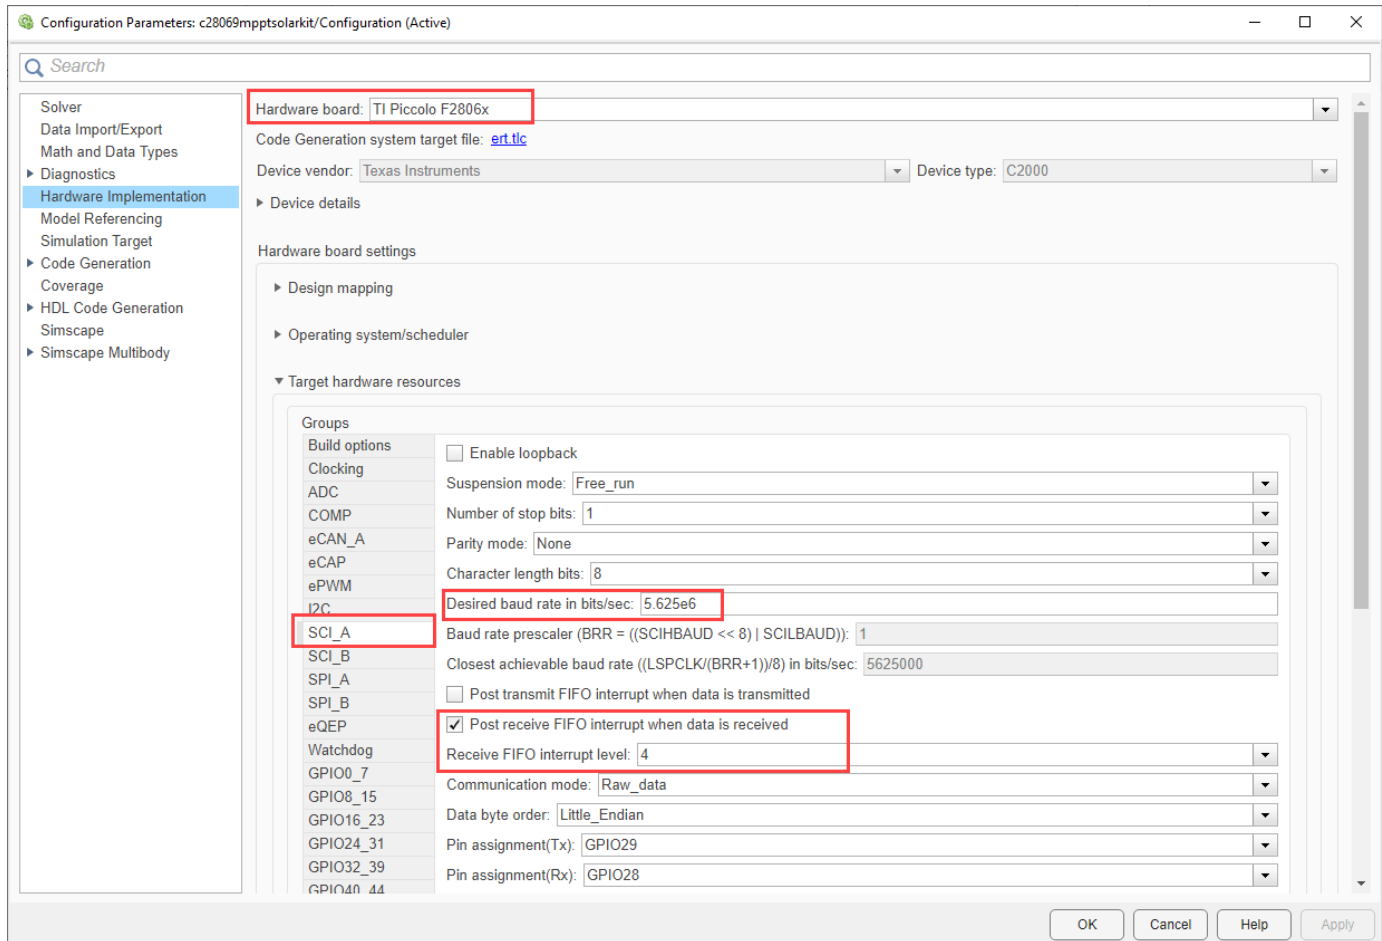 Configuration Parameters: c28069mpptsolarkit/Configuration (Active)
Search
Solver
Data Import/Export
Math and Data Types
Diagnostics
Hardware Implementation
Model Referencing
Simulation Target
Code Generation
Coverage
HDL Code Generation
Simscape
Simscape Multibody
Hardware board: TI Piccolo F2806x
Code Generation system target file: ert.tlc
Device vendor: Texas Instruments Device type: C2000
Device details
Hardware board settings
Design mapping
Operating system/scheduler
Target hardware resources
Groups
Build options
Clocking
ADC
COMP
eCAN_A
eCAP
ePWM
I2C
SCI_A
SCI_B
SPI_A
SPI_B
eQEP
Watchdog
GPIO0_7
GPIO8_15
GPIO16_23
GPIO24_31
GPIO32_39
GPIO40_44
Enable loopback
Suspension mode: Free_run
Number of stop bits: 1
Parity mode: None
Character length bits: 8
Desired baud rate in bits/sec: 5.625e6
Baud rate prescaler (BRR = ((SCIHBAUD << 8) | SCILBAUD)): 1
Closest achievable baud rate ((LSPCLK/(BRR+1))/8) in bits/sec: 5625000
Post transmit FIFO interrupt when data is transmitted
Post receive FIFO interrupt when data is received
Receive FIFO interrupt level: 4
Communication mode: Raw_data
Data byte order: Little_Endian
Pin assignment(Tx): GPIO29
Pin assignment(Rx): GPIO28
OK Cancel Help Apply